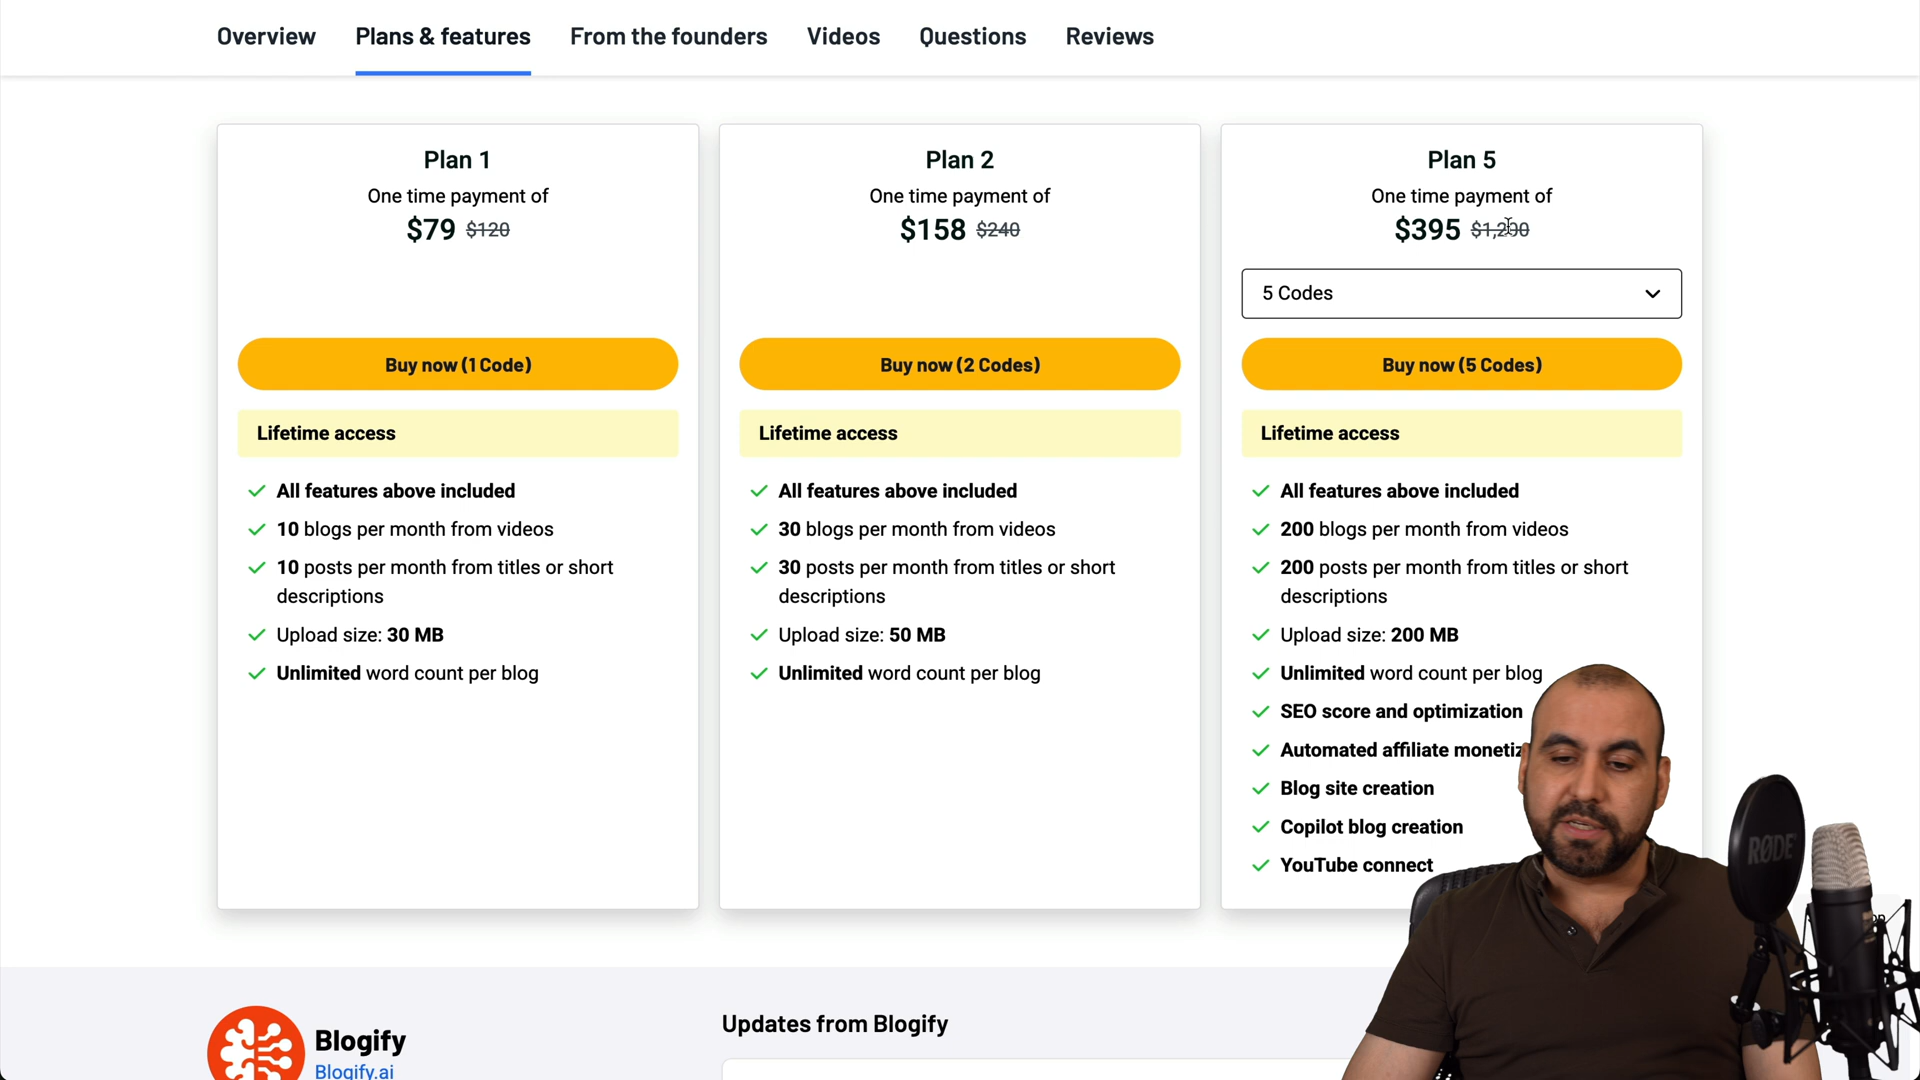 Overview Plans & features From the founders Videos Questions Reviews
Plan 1
One time payment of
$79 $120
Buy now (1 Code)
Lifetime access
All features above included
10 blogs per month from videos
10 posts per month from titles or short
descriptions
Upload size: 30 MB
Unlimited word count per blog
Plan 2
One time payment of
$158 $240
Buy now (2 Codes)
Lifetime access
All features above included
30 blogs per month from videos
30 posts per month from titles or short
descriptions
Upload size: 50 MB
Unlimited word count per blog
Plan 5
One time payment of
$395 $1,200
5 Codes
Buy now (5 Codes)
Lifetime access
All features above included
200 blogs per month from videos
200 posts per month from titles or short
descriptions
Upload size: 200 MB
Unlimited word count per blog
SEO score and optimization
Automated affiliate monetiz
Blog site creation
Copilot blog creation
YouTube connect
RØDE
Blogify
Blogify.ai
Updates from Blogify